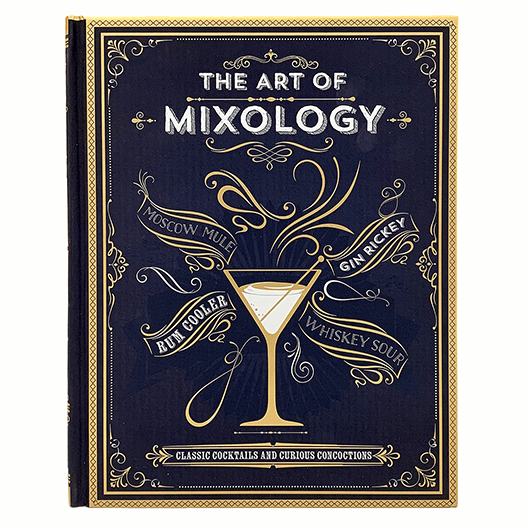 THE ART OF
MIXOLOGY
MOSCOW MULE
GIN RICKEY
RUM COOLER
WHISKEY SOUR
CLASSIC COCKTAILS AND CURIOUS CONCOCTIONS